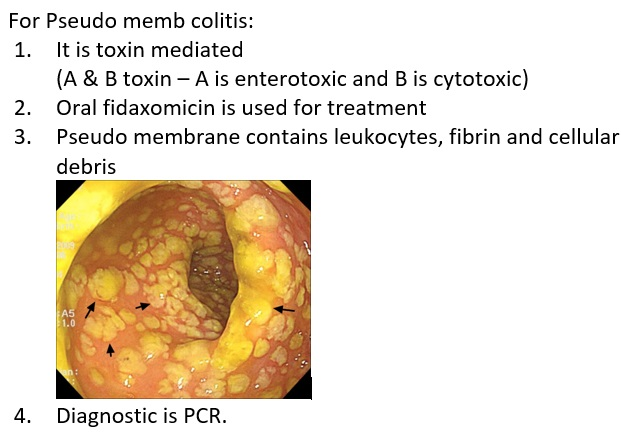 For Pseudo memb colitis:
1. It is toxin mediated
(A & B toxin – A is enterotoxic and B is cytotoxic)
2. Oral fidaxomicin is used for treatment
3. Pseudo membrane contains leukocytes, fibrin and cellular
debris
A5
1.0
4. Diagnostic is PCR.